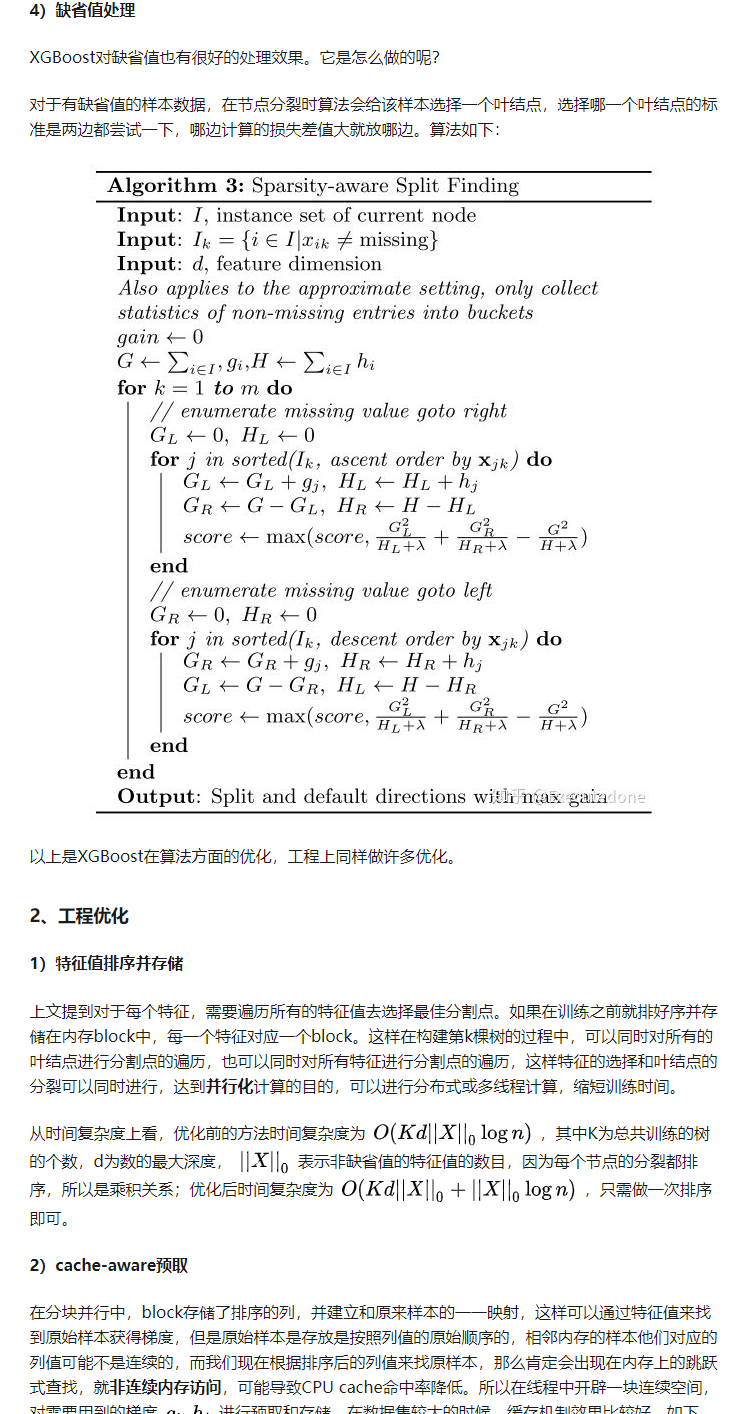 4）缺省值处理
XGBoost对缺省值也有很好的处理效果。它是怎么做的呢？
对于有缺省值的样本数据，在节点分裂时算法会给该样本选择一个叶结点，选择哪一个叶结点的标
准是两边都尝试一下，哪边计算的损失差值大就放哪边。算法如下：
Algorithm 3: Sparsity-aware Split Finding
Input: I, instance set of current node
Input: I_k = {i ∈ I|x_{ik} ≠ missing}
Input: d, feature dimension
Also applies to the approximate setting, only collect
statistics of non-missing entries into buckets
gain ← 0
G ← ∑_{i∈I}, g_i, H ← ∑_{i∈I} h_i
for k = 1 to m do
// enumerate missing value goto right
G_L ← 0, H_L ← 0
for j in sorted(I_k, ascent order by x_{jk}) do
G_L ← G_L + g_j, H_L ← H_L + h_j
G_R ← G − G_L, H_R ← H − H_L
score ← max(score, \frac{G_L^2}{H_L+λ} + \frac{G_R^2}{H_R+λ} − \frac{G^2}{H+λ})
end
// enumerate missing value goto left
G_R ← 0, H_R ← 0
for j in sorted(I_k, descent order by x_{jk}) do
G_R ← G_R + g_j, H_R ← H_R + h_j
G_L ← G − G_R, H_L ← H − H_R
score ← max(score, \frac{G_L^2}{H_L+λ} + \frac{G_R^2}{H_R+λ} − \frac{G^2}{H+λ})
end
end
Output: Split and default directions with max gain
以上是XGBoost在算法方面的优化，工程上同样做许多优化。
2、工程优化
1）特征值排序并存储
上文提到对于每个特征，需要遍历所有的特征值去选择最佳分割点。如果在训练之前就排好序并存
储在内存block中，每一个特征对应一个block。这样在构建第k棵树的过程中，可以同时对所有的
叶结点进行分割点的遍历，也可以同时对所有特征进行分割点的遍历，这样特征的选择和叶结点的
分裂可以同时进行，达到并行化计算的目的，可以进行分布式或多线程计算，缩短训练时间。
从时间复杂度上看，优化前的方法时间复杂度为 O(Kd||X||_0 log n) ，其中K为总共训练的树
的个数，d为数的最大深度， ||X||_0 表示非缺省值的特征值的数目，因为每个节点的分裂都排
序，所以是乘积关系；优化后时间复杂度为 O(Kd||X||_0 + ||X||_0 log n) ，只需做一次排序
即可。
2）cache-aware预取
在分块并行中，block存储了排序的列，并建立和原来样本的一一映射，这样可以通过特征值来找
到原始样本获得梯度，但是原始样本是存放是按照列值的原始顺序的，相邻内存的样本他们对应的
列值可能不是连续的，而我们现在根据排序后的列值来找原样本，那么肯定会出现在内存上的跳跃
式查找，就非连续内存访问，可能导致CPU cache命中率降低。所以在线程中开辟一块连续空间，